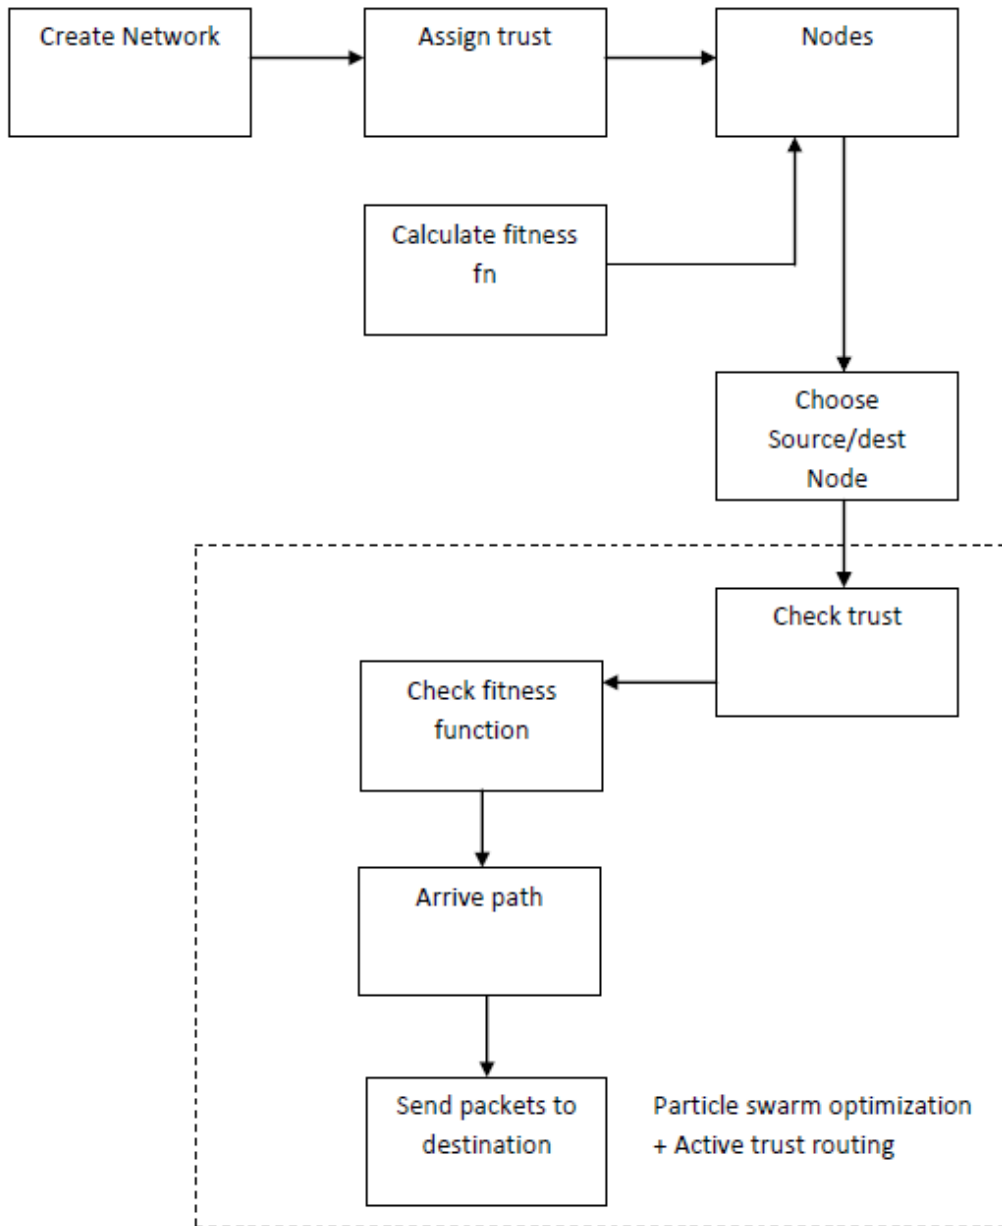 Create Network
Assign trust
Nodes
Calculate fitness
fn
Choose
Source/dest
Node
Check trust
Check fitness
function
Arrive path
Send packets to
destination
Particle swarm optimization
+ Active trust routing